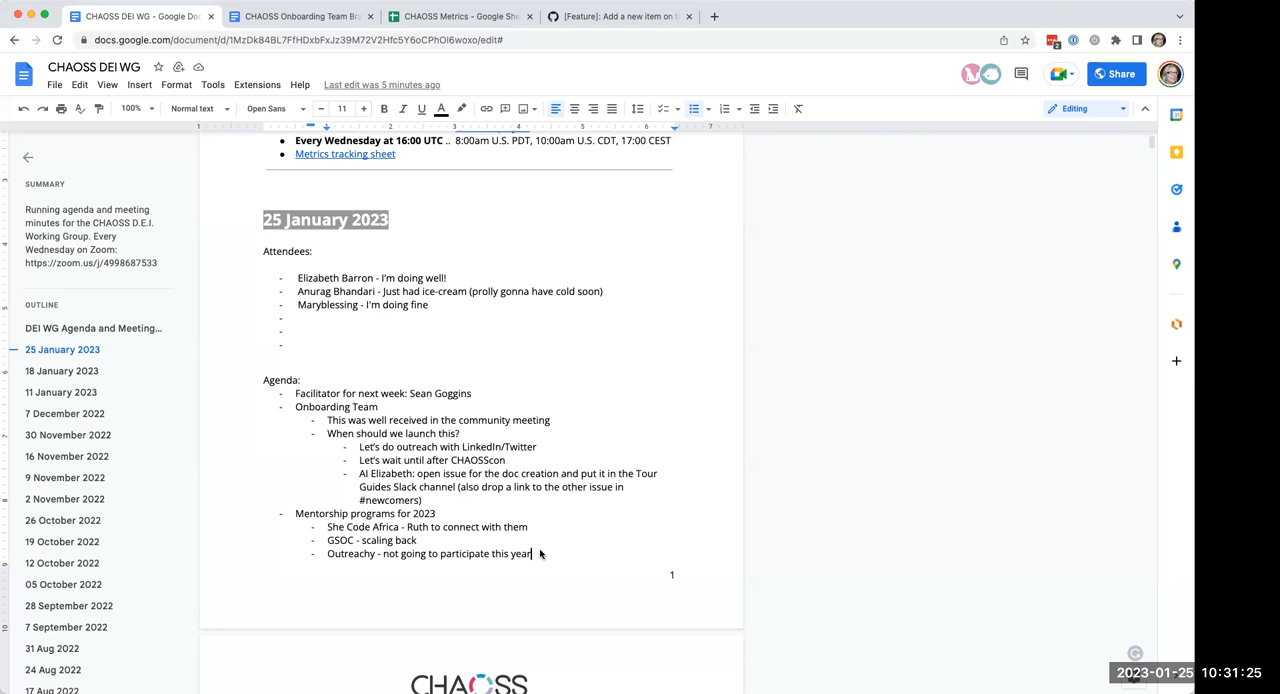 CHAOSS DEI WG - Google Doc
CHAOSS Onboarding Team Bra
CHAOSS Metrics - Google She
[Feature]: Add a new item on t
docs.google.com/document/d/1MzDk84BL7FfHDxbFxJz39M72V2Hfc5Y6oCPhOl6woxo/edit#
2
CHAOSS DEI WG
File Edit View Insert Format Tools Extensions Help Last edit was 5 minutes ago
Share
100% Normal text Open Sans 11 Editing
1 1 2 3 4 5 6 7
Every Wednesday at 16:00 UTC .. 8:00am U.S. PDT, 10:00am U.S. CDT, 17:00 CEST
Metrics tracking sheet
SUMMARY
Running agenda and meeting
minutes for the CHAOSS D.E.I.
Working Group. Every
Wednesday on Zoom:
https://zoom.us/j/4998687533
OUTLINE
DEI WG Agenda and Meeting...
25 January 2023
18 January 2023
11 January 2023
7 December 2022
30 November 2022
16 November 2022
9 November 2022
2 November 2022
26 October 2022
19 October 2022
12 October 2022
05 October 2022
28 September 2022
7 September 2022
31 Aug 2022
24 Aug 2022
17 Aug 2022
25 January 2023
Attendees:
- Elizabeth Barron - I'm doing well!
- Anurag Bhandari - Just had ice-cream (prolly gonna have cold soon)
- Maryblessing - I'm doing fine
-
-
-
Agenda:
- Facilitator for next week: Sean Goggins
- Onboarding Team
- This was well received in the community meeting
- When should we launch this?
- Let's do outreach with LinkedIn/Twitter
- Let's wait until after CHAOSScon
- AI Elizabeth: open issue for the doc creation and put it in the Tour
Guides Slack channel (also drop a link to the other issue in
#newcomers)
- Mentorship programs for 2023
- She Code Africa - Ruth to connect with them
- GSOC - scaling back
- Outreachy - not going to participate this year
1
CHAOSS
2023-01-25 10:31:25